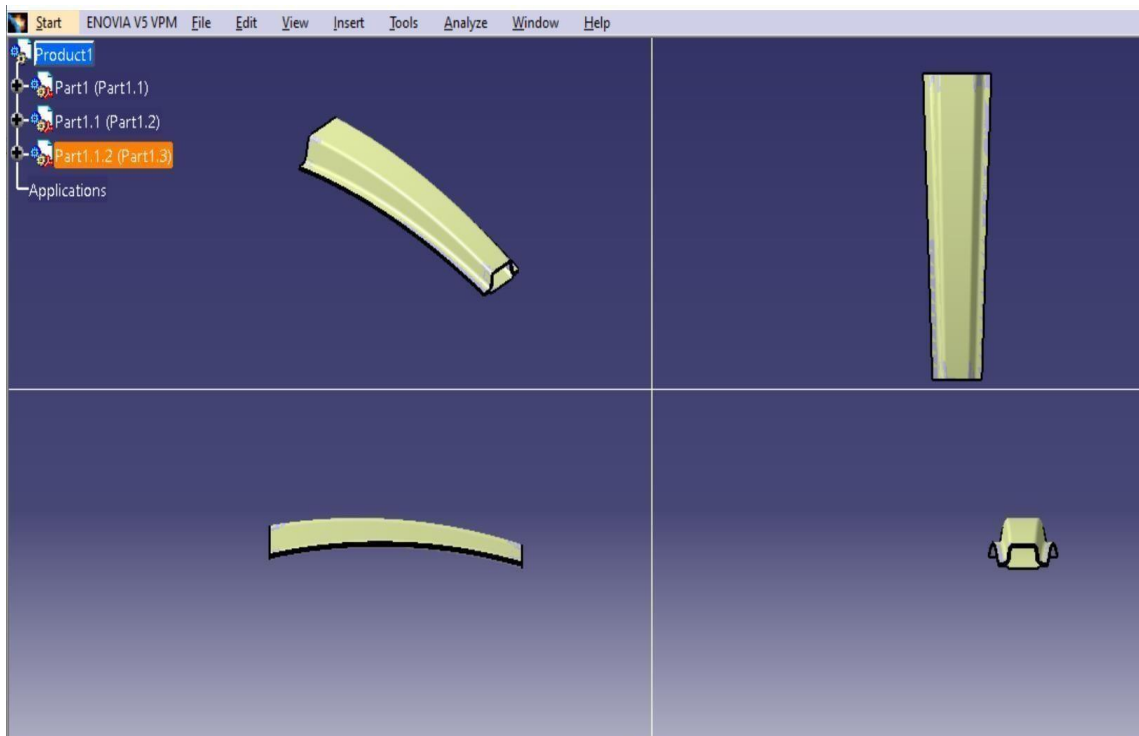 Start ENOVIA V5 VPM File Edit View Insert Tools Analyze Window Help
Product1
Part1 (Part1.1)
Part1.1 (Part1.2)
Part1.1.2 (Part1.3)
Applications